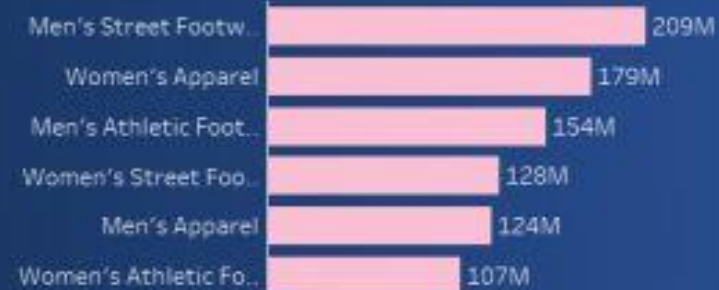 Men's Street Footw.. 209M
Women's Apparel 179M
Men's Athletic Foot.. 154M
Women's Street Foo.. 128M
Men's Apparel 124M
Women's Athletic Fo.. 107M